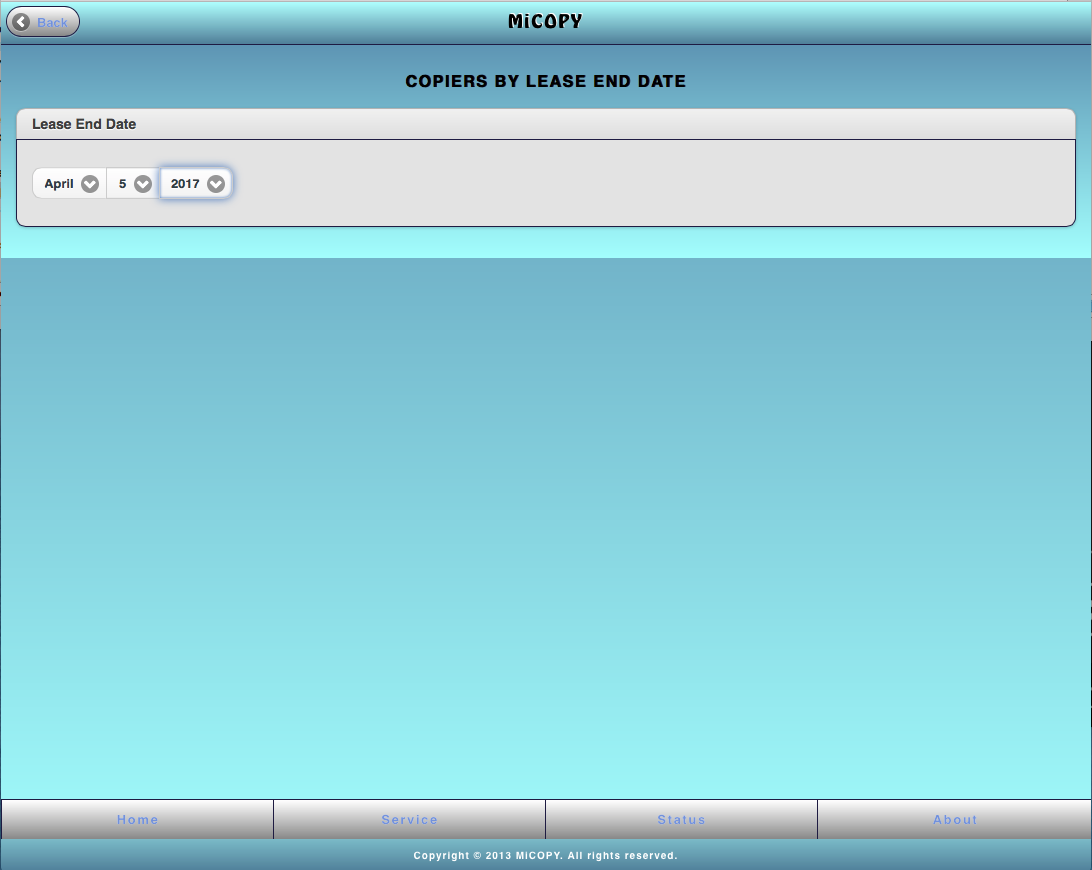 Back
MiCOPY
COPIERS BY LEASE END DATE
Lease End Date
April 5 2017
Home Service Status About
Copyright © 2013 MiCOPY. All rights reserved.